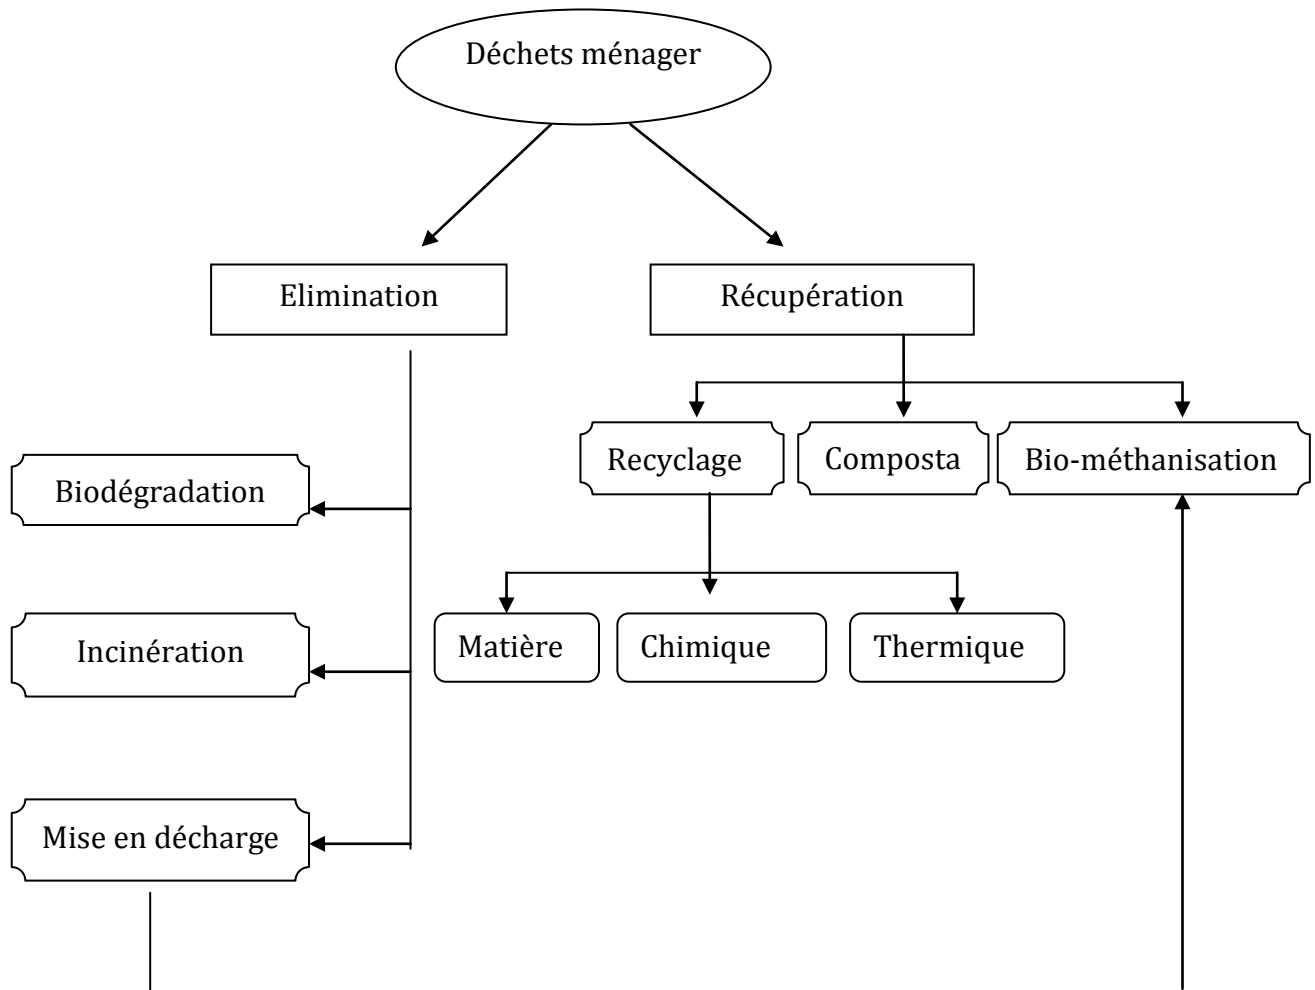 Déchets ménager
Elimination
Récupération
Recyclage
Composta
Bio-méthanisation
Biodégradation
Matière
Chimique
Thermique
Incinération
Mise en décharge